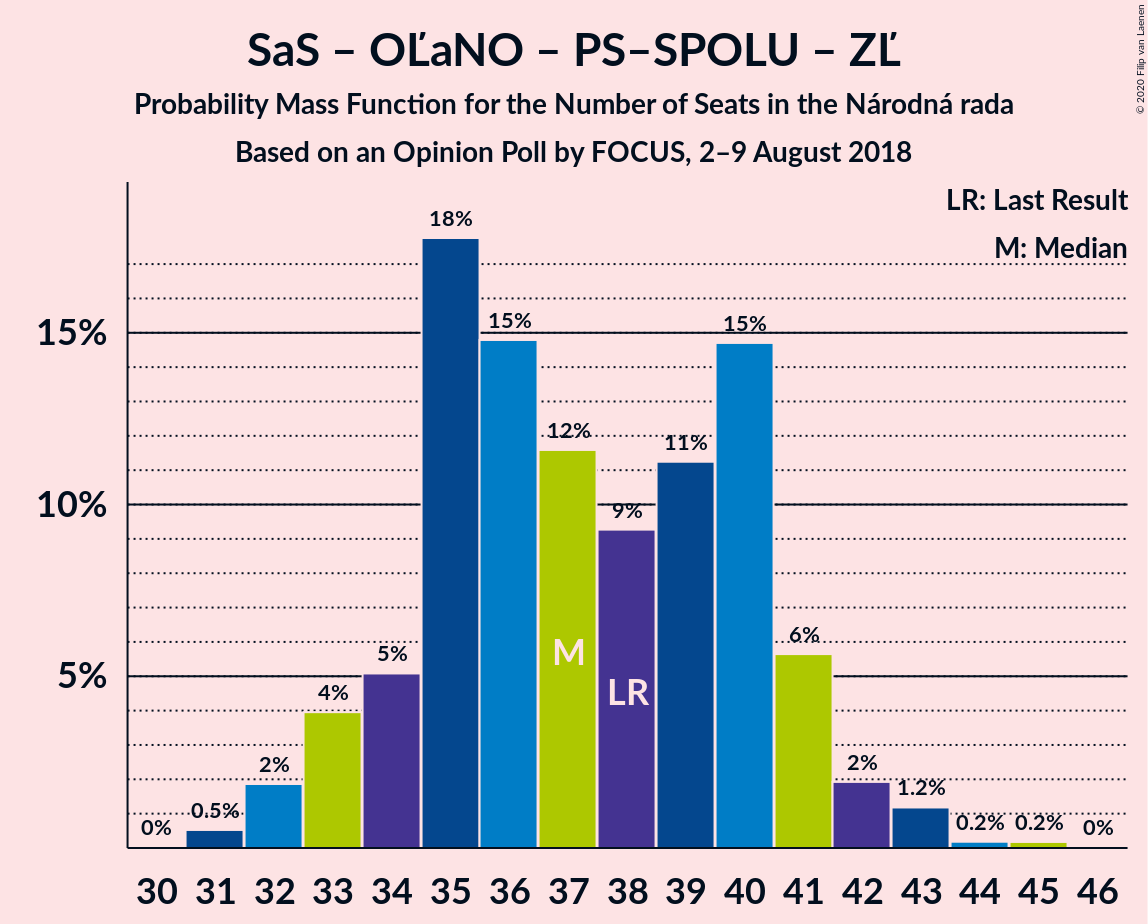 SaS – OĽaNO – PS–SPOLU – ZĽ
Probability Mass Function for the Number of Seats in the Národná rada
Based on an Opinion Poll by FOCUS, 2–9 August 2018
© 2020 Filip van Laenen
LR: Last Result
M: Median
15%
10%
5%
0%
0.5%
2%
4%
5%
18%
15%
12%
9%
11%
15%
6%
2%
1.2%
0.2%
0.2%
0%
M
LR
30 31 32 33 34 35 36 37 38 39 40 41 42 43 44 45 46